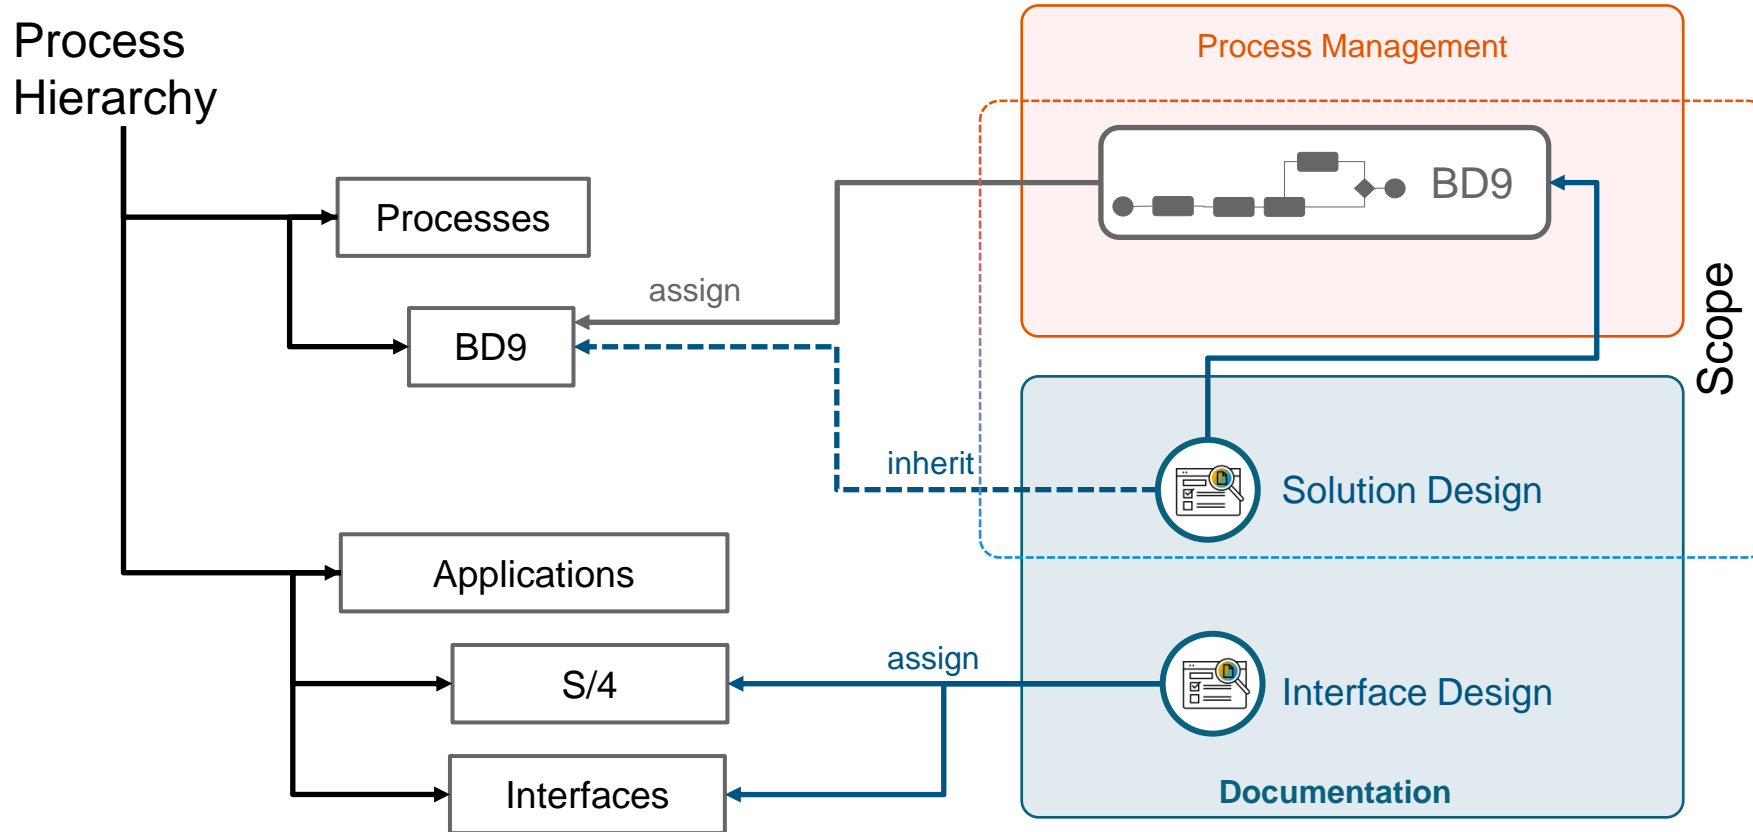 Process
Hierarchy
Process Management
Processes
BD9
assign
BD9
Scope
inherit
Solution Design
Applications
S/4
assign
Interface Design
Interfaces
Documentation